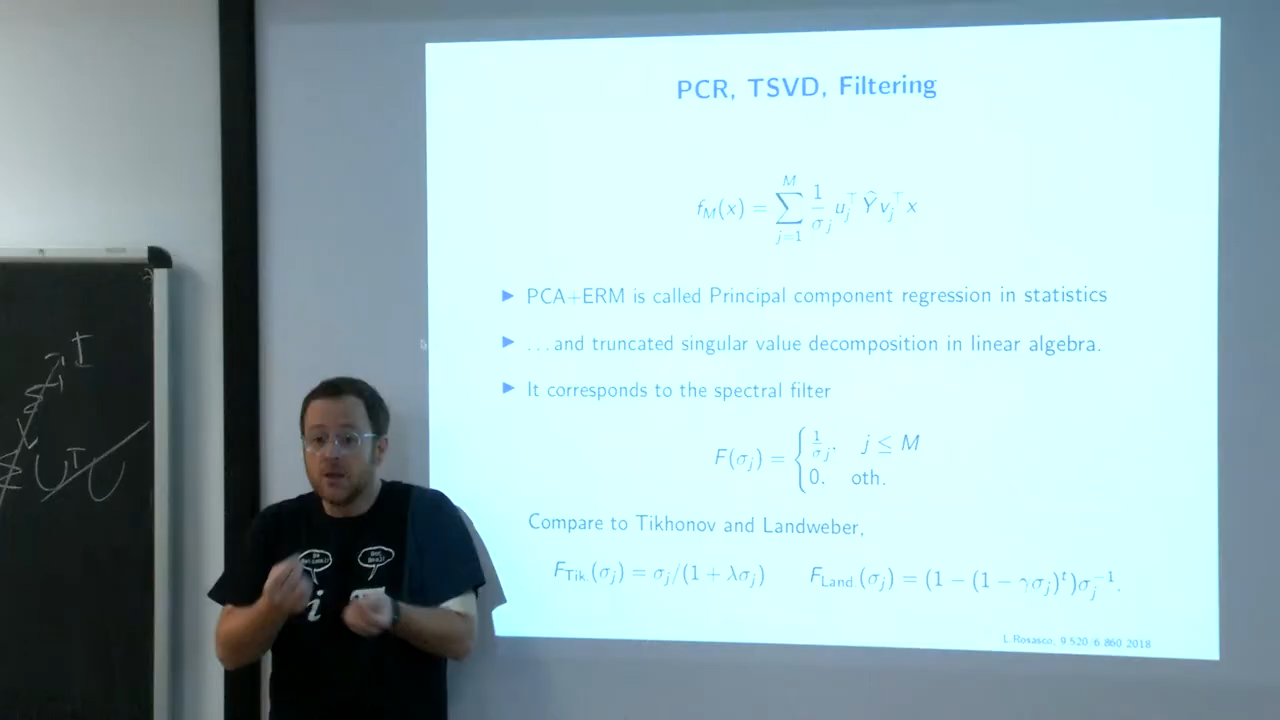 PCR, TSVD, Filtering
f_M(x) = \sum_{j=1}^{M} \frac{1}{\sigma_j} u_j^\top \widehat{Y} v_j^\top x
▶ PCA+ERM is called Principal component regression in statistics
▶ ...and truncated singular value decomposition in linear algebra.
▶ It corresponds to the spectral filter
F(\sigma_j) = \begin{cases} \frac{1}{\sigma_j}. & j \leq M \\ 0. & oth. \end{cases}
Compare to Tikhonov and Landweber,
F_{Tik.}(\sigma_j) = \sigma_j/(1 + \lambda\sigma_j) F_{Land}(\sigma_j) = (1 - (1 - \gamma\sigma_j)^t)\sigma_j^{-1}.
L.Rosasco, 9.520/6.860 2018
i